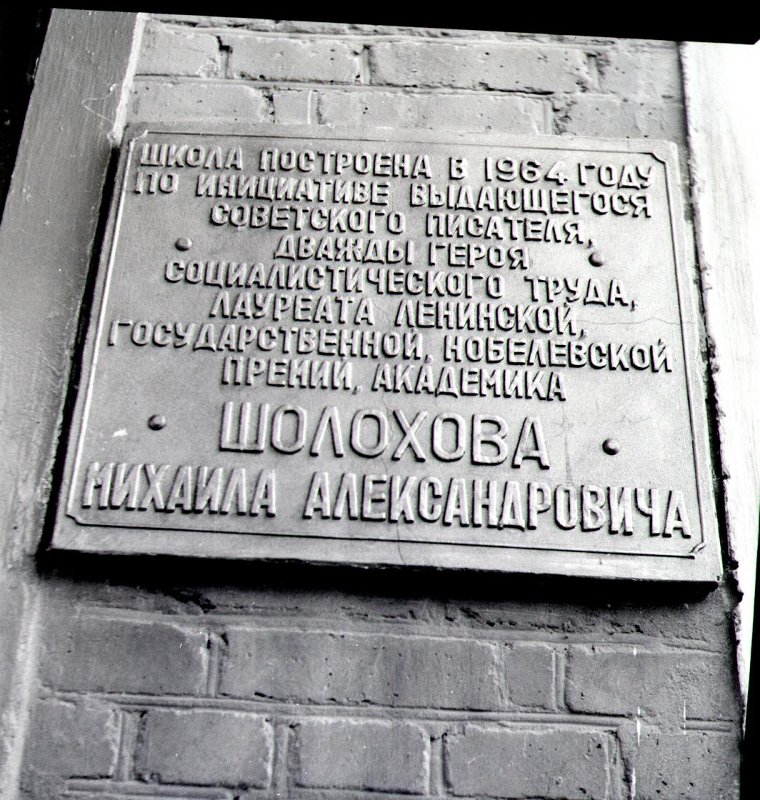 ШКОЛА ПОСТРОЕНА В 1964 ГОДУ
ПО ИНИЦИАТИВЕ ВЫДАЮЩЕГОСЯ
СОВЕТСКОГО ПИСАТЕЛЯ,
ДВАЖДЫ ГЕРОЯ
СОЦИАЛИСТИЧЕСКОГО ТРУДА,
ЛАУРЕАТА ЛЕНИНСКОЙ,
ГОСУДАРСТВЕННОЙ, НОБЕЛЕВСКОЙ
ПРЕМИИ, АКАДЕМИКА
ШОЛОХОВА
МИХАИЛА АЛЕКСАНДРОВИЧА